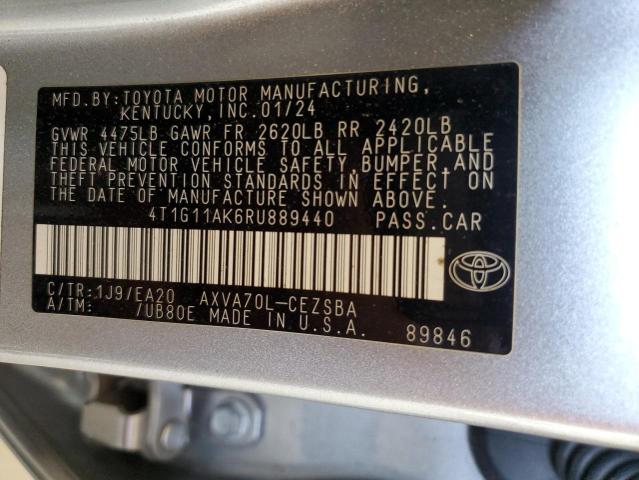 MFD.BY:TOYOTA MOTOR MANUFACTURING,
KENTUCKY, INC.01/24
GVWR 4475LB GAWR FR 2620LB RR 2420LB
THIS VEHICLE CONFORMS TO ALL APPLICABLE
FEDERAL MOTOR VEHICLE SAFETY,BUMPER,AND
THEFT PREVENTION STANDARDS IN EFFECT ON
THE DATE OF MANUFACTURE SHOWN ABOVE.
4T1G11AK6RU889440 PASS.CAR
C/TR:1J9/EA20 AXVA70L-CEZSBA
A/TM: /UB80E MADE IN U.S.A. 89846